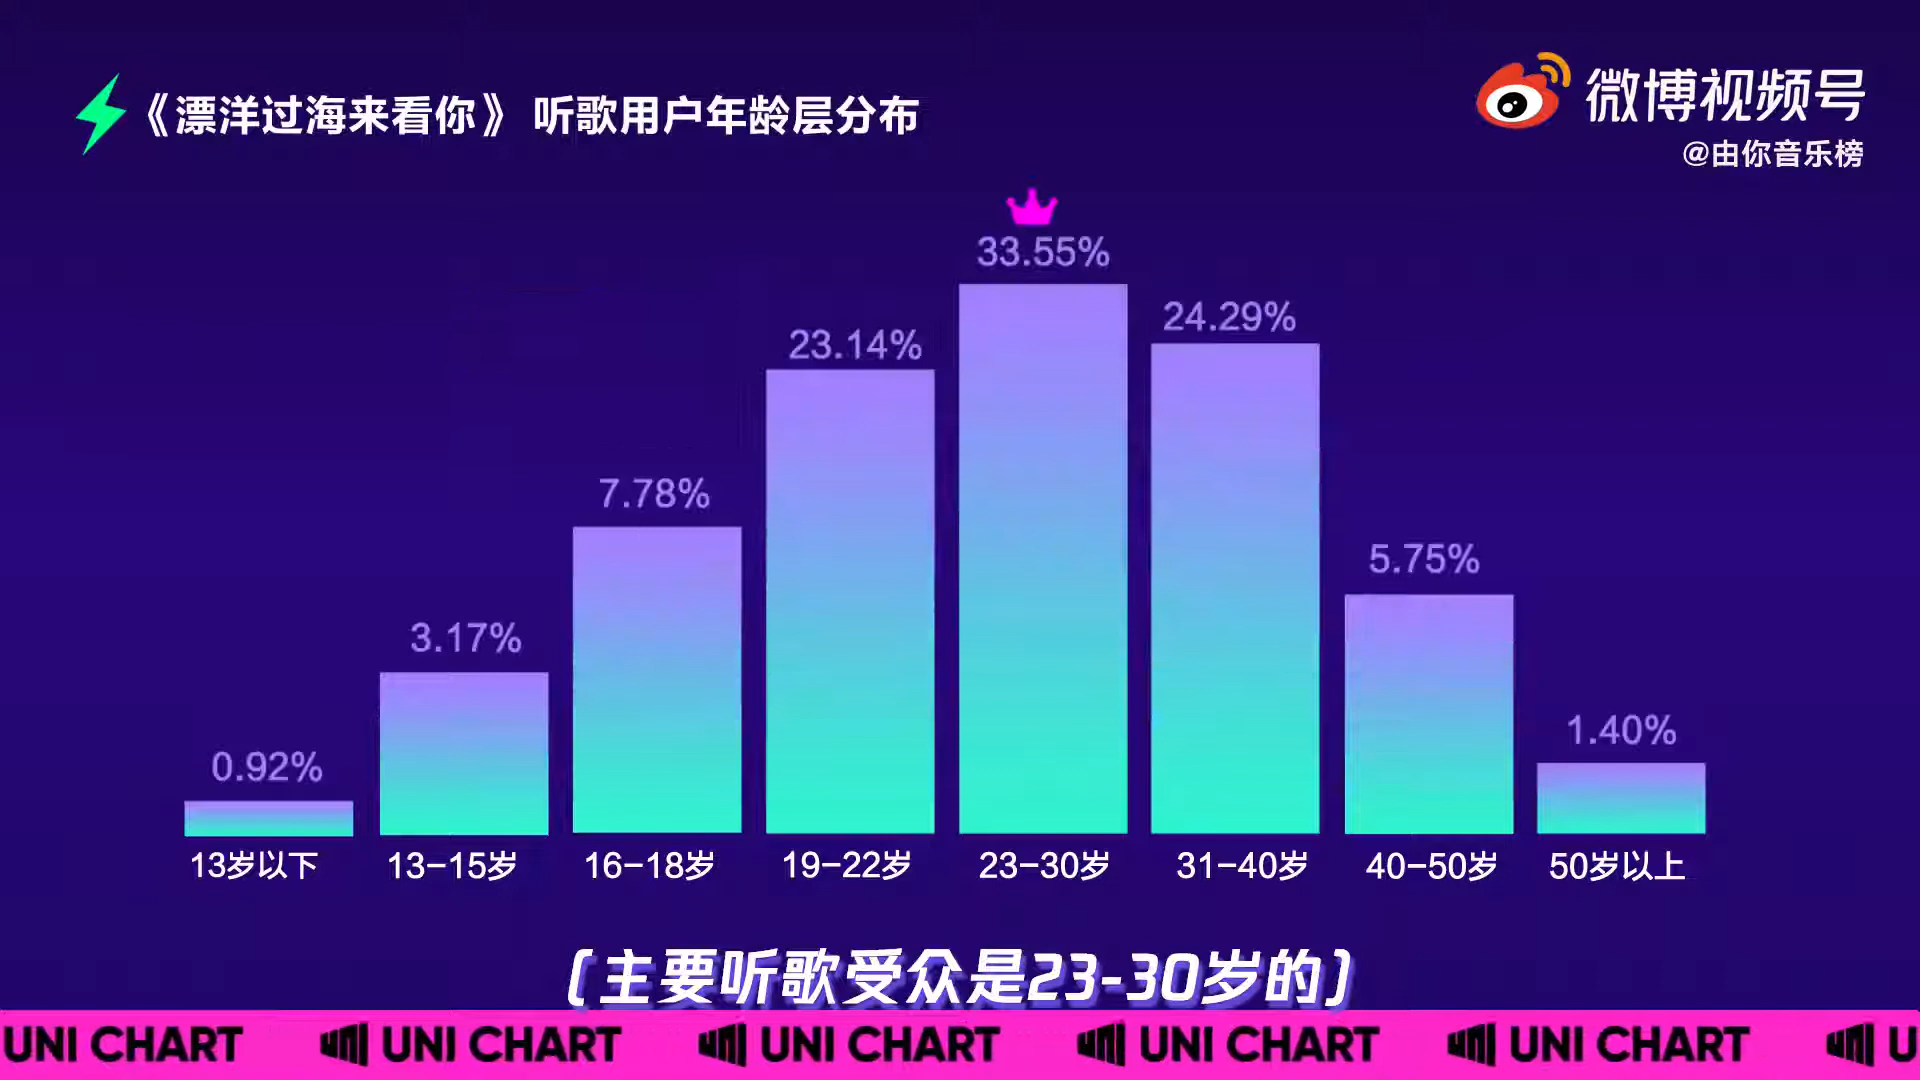 《漂洋过海来看你》 听歌用户年龄层分布
微博视频号
@由你音乐榜
33.55%
24.29%
23.14%
7.78%
5.75%
3.17%
1.40%
0.92%
13岁以下 13-15岁 16-18岁 19-22岁 23-30岁 31-40岁 40-50岁 50岁以上
(主要听歌受众是23-30岁的)
UNI CHART UNI CHART UNI CHART UNI CHART UNI CHART U